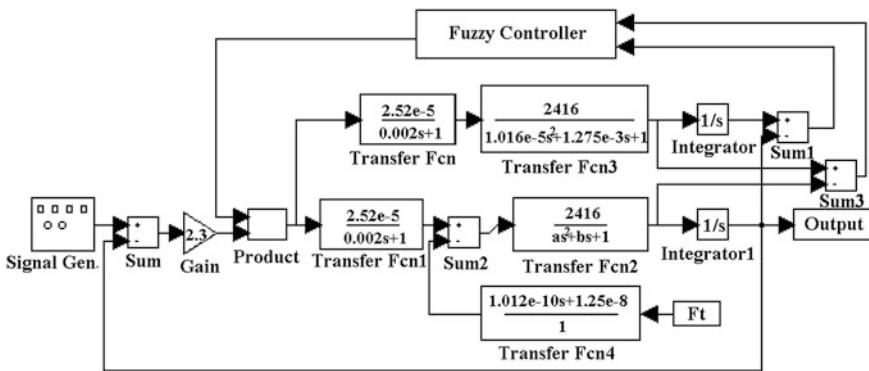 Fuzzy Controller
2.52e-5
0.002s+1
Transfer Fcn
2416
1.016e-5s²+1.275e-3s+1
Transfer Fcn3
1/s
Integrator
+
-
Sum1
+
-
Sum3
Signal Gen.
+
-
Sum
2.3
Gain
Product
2.52e-5
0.002s+1
Transfer Fcn1
+
-
Sum2
2416
as²+bs+1
Transfer Fcn2
1/s
Integrator1
Output
1.012e-10s+1.25e-8
1
Transfer Fcn4
Ft